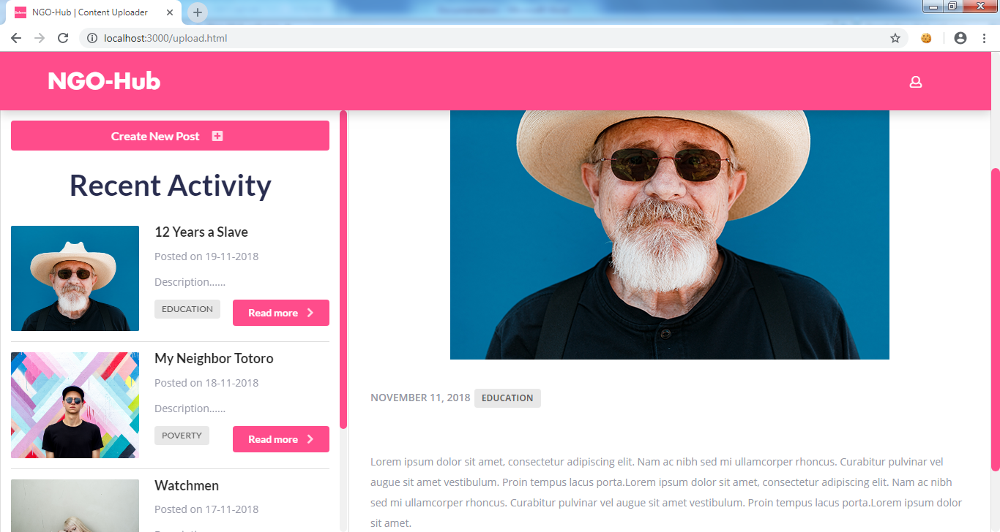 NGO-Hub | Content Uploader
localhost:3000/upload.html
NGO-Hub
Create New Post
Recent Activity
12 Years a Slave
Posted on 19-11-2018
Description......
EDUCATION
Read more
My Neighbor Totoro
Posted on 18-11-2018
Description......
POVERTY
Read more
Watchmen
Posted on 17-11-2018
NOVEMBER 11, 2018 EDUCATION
Lorem ipsum dolor sit amet, consectetur adipiscing elit. Nam ac nibh sed mi ullamcorper rhoncus. Curabitur pulvinar vel
augue sit amet vestibulum. Proin tempus lacus porta.Lorem ipsum dolor sit amet, consectetur adipiscing elit. Nam ac nibh
sed mi ullamcorper rhoncus. Curabitur pulvinar vel augue sit amet vestibulum. Proin tempus lacus porta.Lorem ipsum dolor
sit amet.